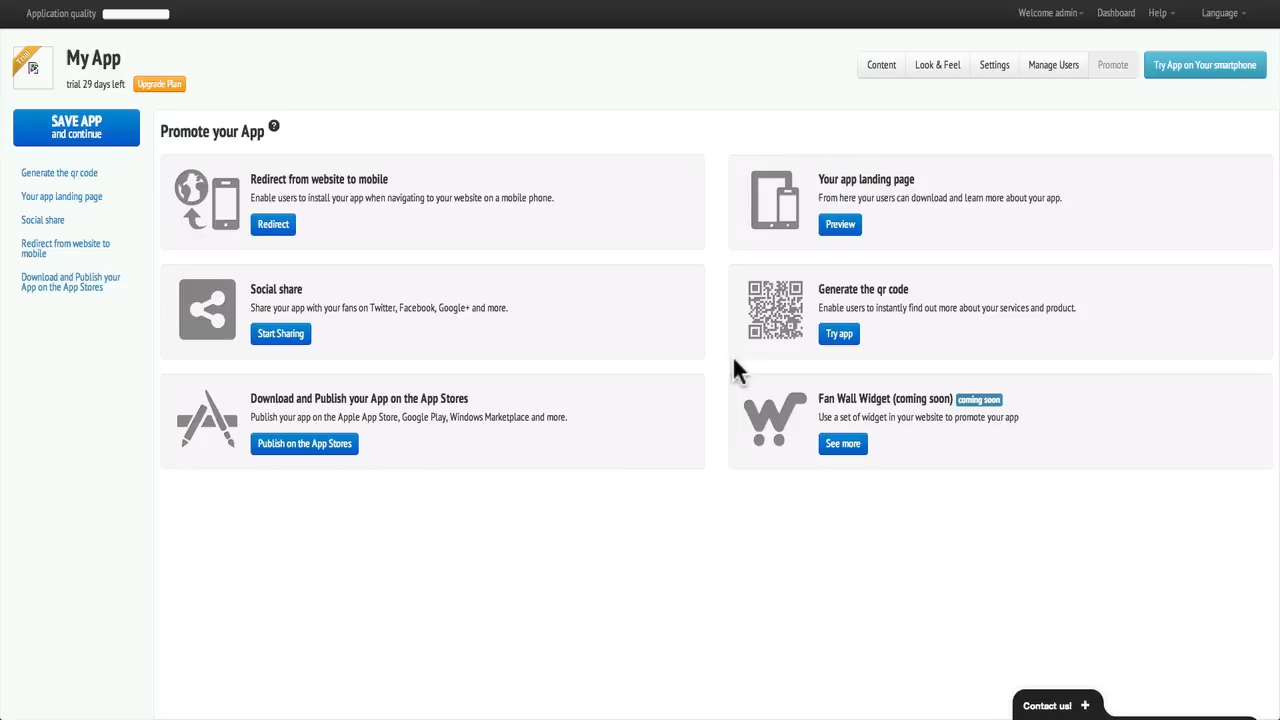 Application quality
Welcome admin
Dashboard
Help
Language
Trial
My App
trial 29 days left
Upgrade Plan
Content
Look & Feel
Settings
Manage Users
Promote
Try App on Your smartphone
SAVE APP
and continue
Generate the qr code
Your app landing page
Social share
Redirect from website to
mobile
Download and Publish your
App on the App Stores
Promote your App ?
Redirect from website to mobile
Enable users to install your app when navigating to your website on a mobile phone.
Redirect
Your app landing page
From here your users can download and learn more about your app.
Preview
Social share
Share your app with your fans on Twitter, Facebook, Google+ and more.
Start Sharing
Generate the qr code
Enable users to instantly find out more about your services and product.
Try app
Download and Publish your App on the App Stores
Publish your app on the Apple App Store, Google Play, Windows Marketplace and more.
Publish on the App Stores
Fan Wall Widget (coming soon) coming soon
Use a set of widget in your website to promote your app
See more
Contact us! +